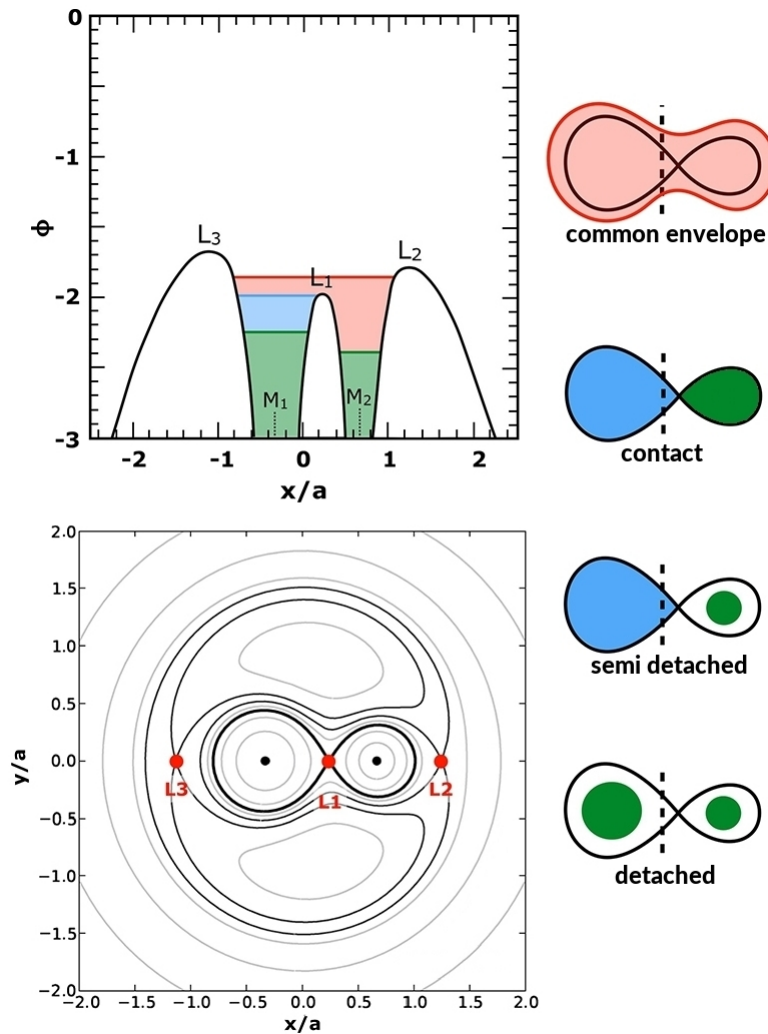 0
-1
-2
-3
ϕ
L3
L1
L2
M1
M2
-2
-1
0
1
2
x/a
common envelope
contact
semi detached
detached
2.0
1.5
1.0
0.5
0.0
−0.5
−1.0
−1.5
−2.0
y/a
L3
L1
L2
−2.0 −1.5 −1.0 −0.5 0.0 0.5 1.0 1.5 2.0
x/a